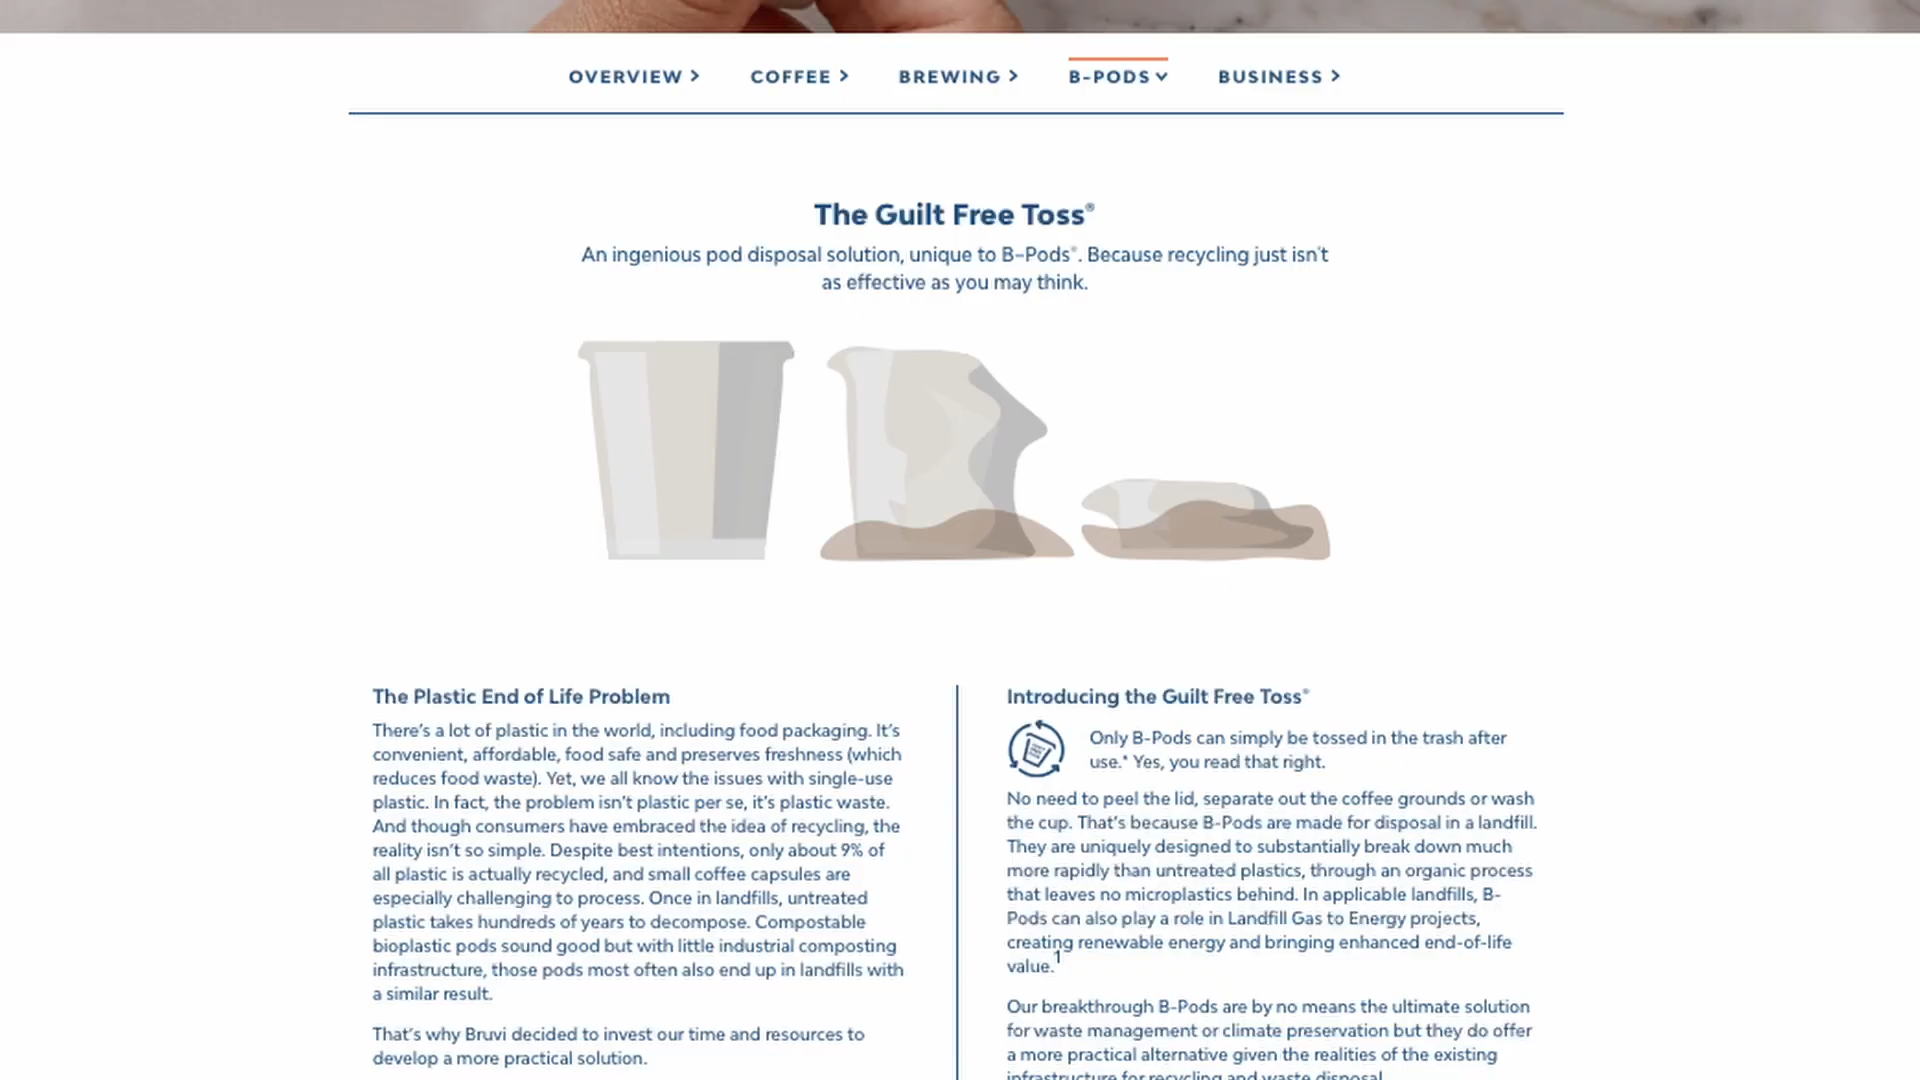 OVERVIEW >
COFFEE >
BREWING >
B-PODS
BUSINESS >
The Guilt Free Toss®
An ingenious pod disposal solution, unique to B-Pods®. Because recycling just isn't
as effective as you may think.
The Plastic End of Life Problem
There's a lot of plastic in the world, including food packaging. It's
convenient, affordable, food safe and preserves freshness (which
reduces food waste). Yet, we all know the issues with single-use
plastic. In fact, the problem isn't plastic per se, it's plastic waste.
And though consumers have embraced the idea of recycling, the
reality isn't so simple. Despite best intentions, only about 9% of
all plastic is actually recycled, and small coffee capsules are
especially challenging to process. Once in landfills, untreated
plastic takes hundreds of years to decompose. Compostable
bioplastic pods sound good but with little industrial composting
infrastructure, those pods most often also end up in landfills with
a similar result.
That's why Bruvi decided to invest our time and resources to
develop a more practical solution.
Introducing the Guilt Free Toss®
Only B-Pods can simply be tossed in the trash after
use.* Yes, you read that right.
No need to peel the lid, separate out the coffee grounds or wash
the cup. That's because B-Pods are made for disposal in a landfill.
They are uniquely designed to substantially break down much
more rapidly than untreated plastics, through an organic process
that leaves no microplastics behind. In applicable landfills, B-
Pods can also play a role in Landfill Gas to Energy projects,
creating renewable energy and bringing enhanced end-of-life
value.1
Our breakthrough B-Pods are by no means the ultimate solution
for waste management or climate preservation but they do offer
a more practical alternative given the realities of the existing
infrastructure for recycling and waste disposal.